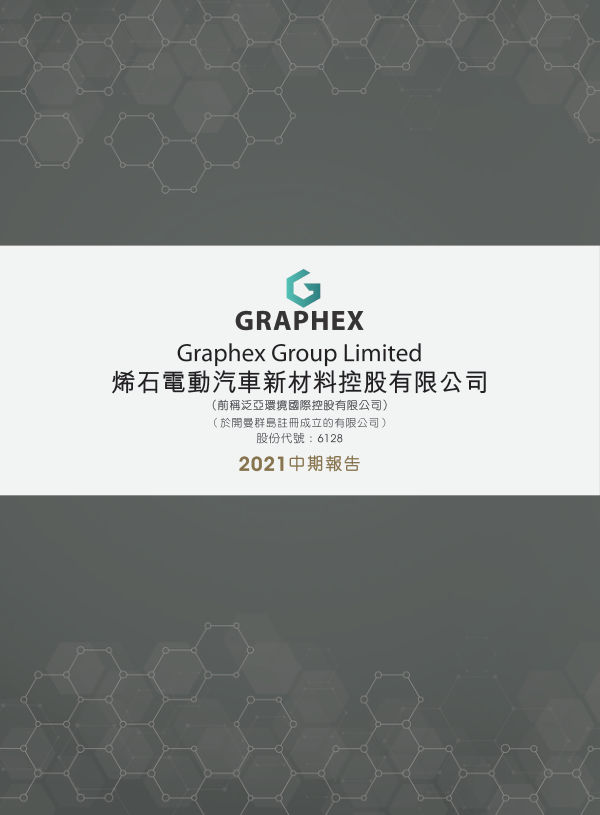 GRAPHEX
Graphex Group Limited
烯石電動汽車新材料控股有限公司
(前稱泛亞環境國際控股有限公司)
(於開曼群島註冊成立的有限公司)
股份代號：6128
2021中期報告